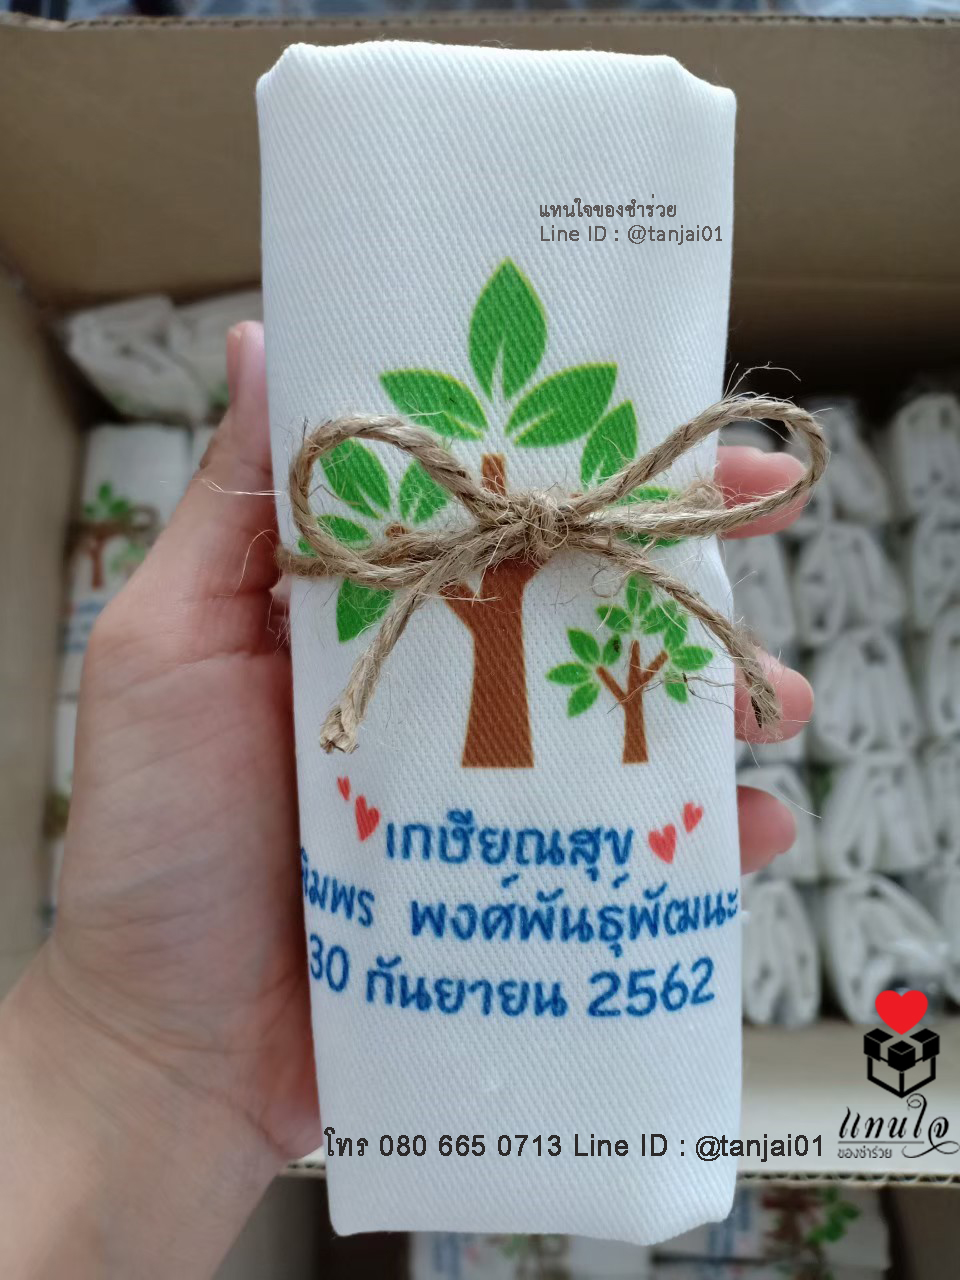 แทนใจของชำร่วย
Line ID : @tanjai01
เกษียณสุข
พงศ์พันธุ์พัฒนะ
30 กันยายน 2562
โทร 080 665 0713 Line ID : @tanjai01
แทนใจ
ของชำร่วย